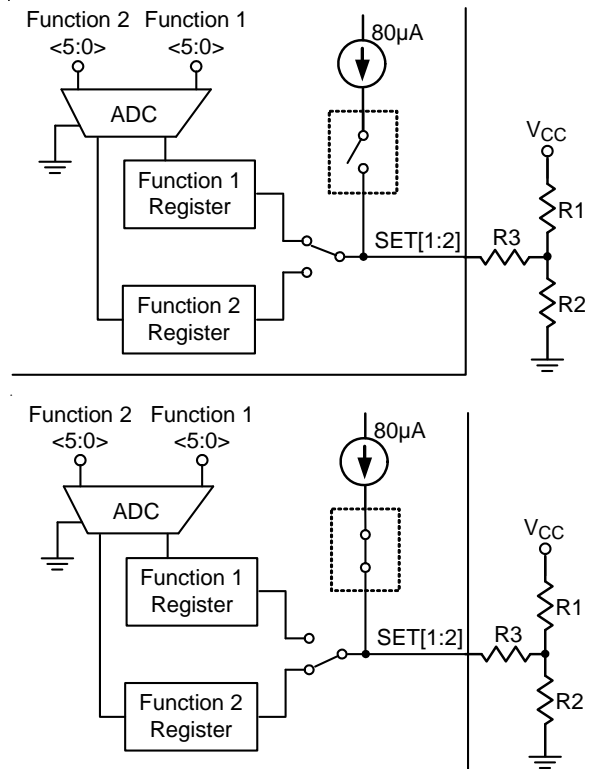 Function 2 Function 1
<5:0> <5:0>
80µA
ADC
VCC
Function 1
Register
R1
SET[1:2]
R3
R2
Function 2
Register
Function 2 Function 1
<5:0> <5:0>
80µA
ADC
VCC
Function 1
Register
R1
SET[1:2]
R3
R2
Function 2
Register